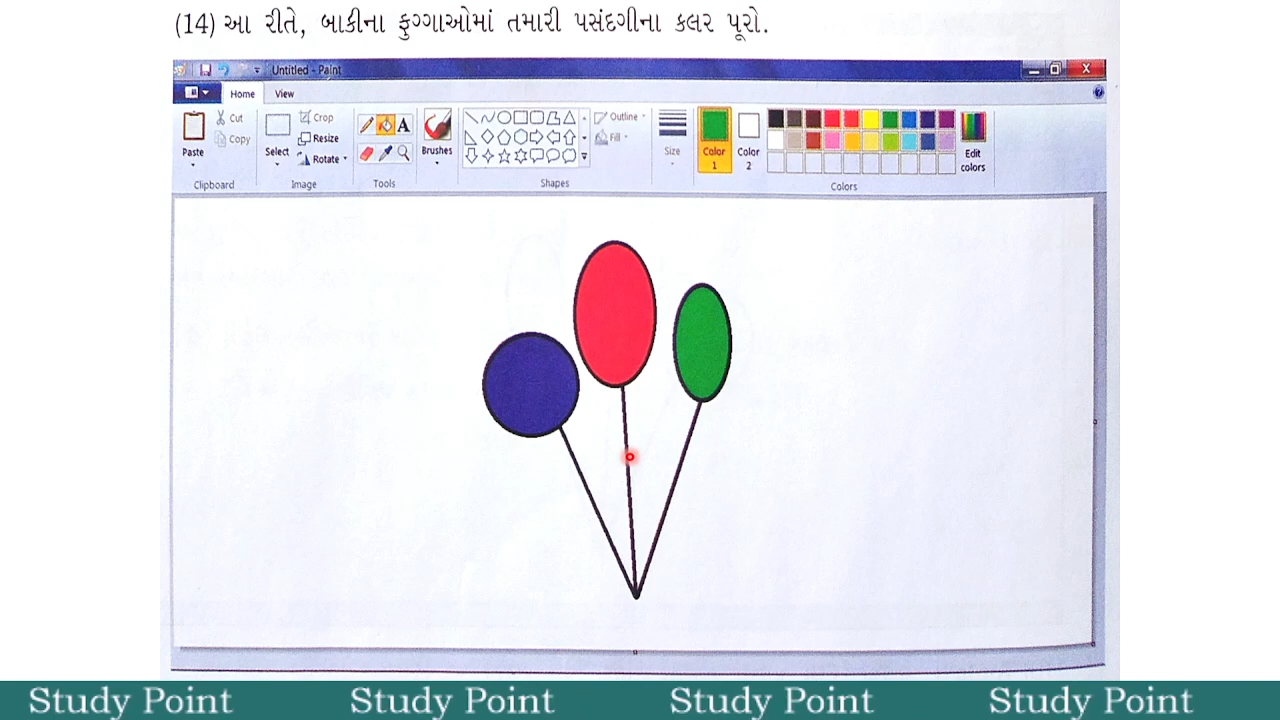 (14) આ રીતે, બાકીના ફુગ્ગાઓમાં તમારી પસંદગીના કલર પૂરો.
Untitled - Paint
Home View
Cut
Copy
Paste
Clipboard
Crop
Resize
Rotate
Select
Image
A
Tools
Brushes
Outline
Fill
Shapes
Size
Color 1
Color 2
Edit colors
Colors
Study Point Study Point Study Point Study Point